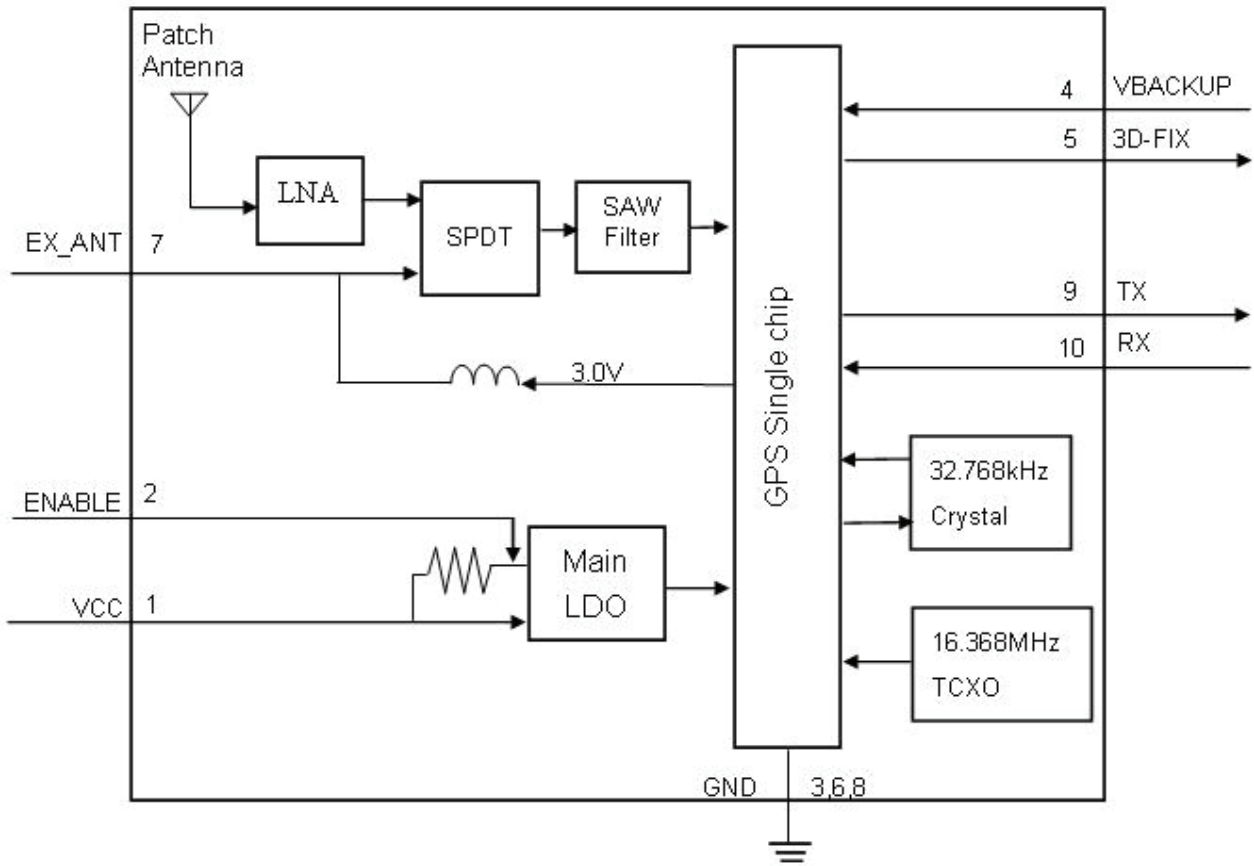 Patch
Antenna
4
VBACKUP
5
3D-FIX
LNA
SAW
Filter
EX_ANT
7
SPDT
9
TX
10
RX
3.0V
GPS Single chip
32.768kHz
Crystal
ENABLE
2
Main
LDO
VCC
1
16.368MHz
TCXO
GND
3,6,8